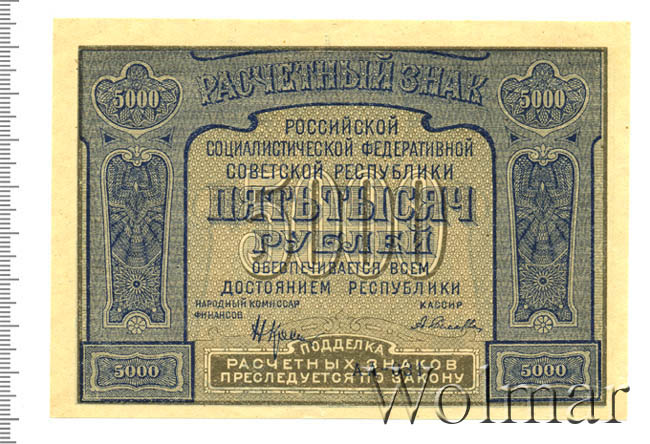 РАСЧЕТНЫЙ ЗНАК
5000 5000
РОССИЙСКОЙ
СОЦИАЛИСТИЧЕСКОЙ ФЕДЕРАТИВНОЙ
СОВЕТСКОЙ РЕСПУБЛИКИ
5000
ПЯТЬ ТЫСЯЧ
РУБЛЕЙ
ОБЕСПЕЧИВАЕТСЯ ВСЕМ
ДОСТОЯНИЕМ РЕСПУБЛИКИ
НАРОДНЫЙ КОМИССАР
ФИНАНСОВ
КАССИР
ПОДДЕЛКА
РАСЧЕТНЫХ ЗНАКОВ
ПРЕСЛЕДУЕТСЯ ПО ЗАКОНУ
5000 5000
Wolmar